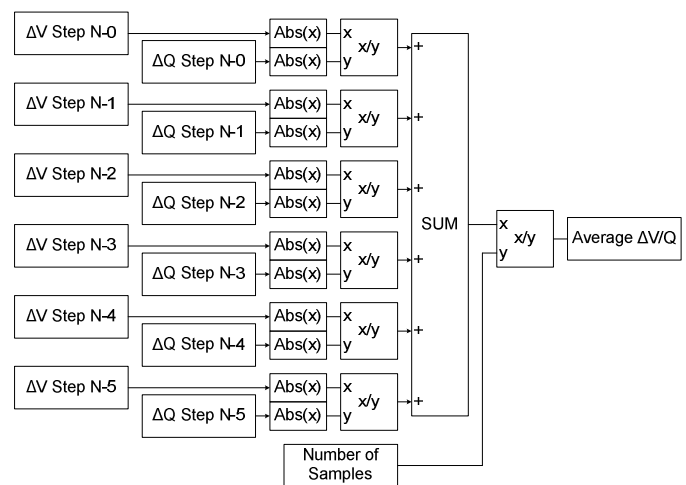 ΔV Step N-0
ΔQ Step N-0
Abs(x)
Abs(x)
x
y
x/y
+
ΔV Step N-1
ΔQ Step N-1
Abs(x)
Abs(x)
x
y
x/y
+
ΔV Step N-2
ΔQ Step N-2
Abs(x)
Abs(x)
x
y
x/y
+
ΔV Step N-3
ΔQ Step N-3
Abs(x)
Abs(x)
x
y
x/y
+
ΔV Step N-4
ΔQ Step N-4
Abs(x)
Abs(x)
x
y
x/y
+
ΔV Step N-5
ΔQ Step N-5
Abs(x)
Abs(x)
x
y
x/y
+
SUM
x
y
x/y
Average ΔV/Q
Number of
Samples